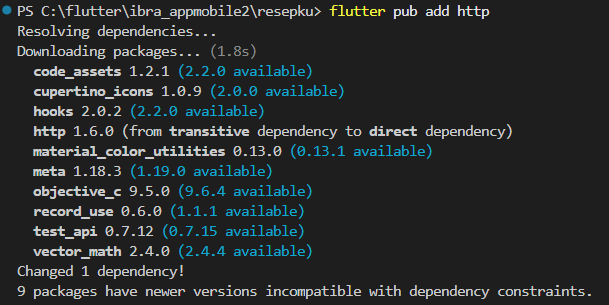 PS C:\flutter\ibra_appmobile2\resepku> flutter pub add http
Resolving dependencies...
Downloading packages... (1.8s)
  code_assets 1.2.1 (2.2.0 available)
  cupertino_icons 1.0.9 (2.0.0 available)
  hooks 2.0.2 (2.2.0 available)
  http 1.6.0 (from transitive dependency to direct dependency)
  material_color_utilities 0.13.0 (0.13.1 available)
  meta 1.18.3 (1.19.0 available)
  objective_c 9.5.0 (9.6.4 available)
  record_use 0.6.0 (1.1.1 available)
  test_api 0.7.12 (0.7.15 available)
  vector_math 2.4.0 (2.4.4 available)
Changed 1 dependency!
9 packages have newer versions incompatible with dependency constraints.